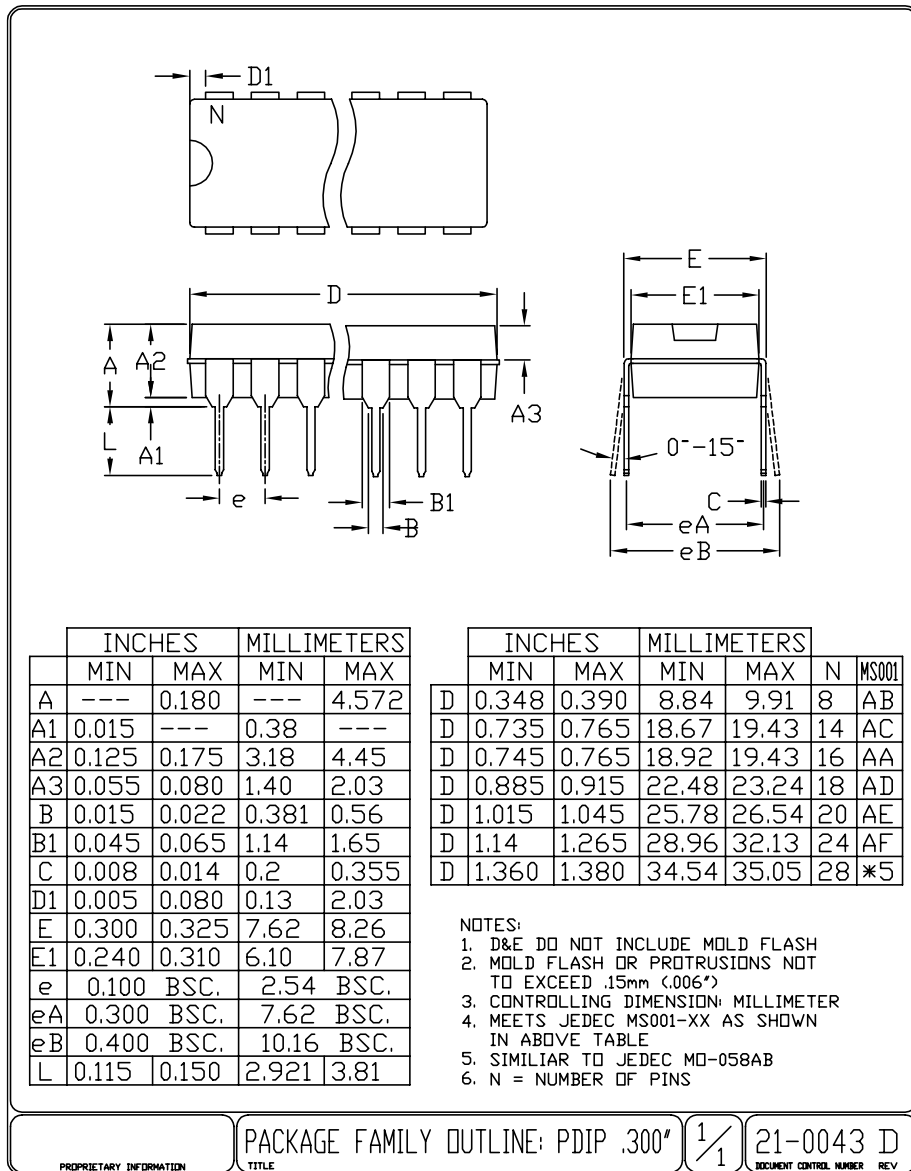 D1
N
D
E
E1
A
A2
A3
L
A1
0°-15°
e
B1
B
C
eA
eB
INCHES MILLIMETERS
MIN MAX MIN MAX
A --- 0.180 --- 4.572
A1 0.015 --- 0.38 ---
A2 0.125 0.175 3.18 4.45
A3 0.055 0.080 1.40 2.03
B 0.015 0.022 0.381 0.56
B1 0.045 0.065 1.14 1.65
C 0.008 0.014 0.2 0.355
D1 0.005 0.080 0.13 2.03
E 0.300 0.325 7.62 8.26
E1 0.240 0.310 6.10 7.87
e 0.100 BSC. 2.54 BSC.
eA 0.300 BSC. 7.62 BSC.
eB 0.400 BSC. 10.16 BSC.
L 0.115 0.150 2.921 3.81
INCHES MILLIMETERS
MIN MAX MIN MAX N MS001
D 0.348 0.390 8.84 9.91 8 AB
D 0.735 0.765 18.67 19.43 14 AC
D 0.745 0.765 18.92 19.43 16 AA
D 0.885 0.915 22.48 23.24 18 AD
D 1.015 1.045 25.78 26.54 20 AE
D 1.14 1.265 28.96 32.13 24 AF
D 1.360 1.380 34.54 35.05 28 *5
NOTES:
1. D&E DO NOT INCLUDE MOLD FLASH
2. MOLD FLASH OR PROTRUSIONS NOT
TO EXCEED .15mm (.006")
3. CONTROLLING DIMENSION: MILLIMETER
4. MEETS JEDEC MS001-XX AS SHOWN
IN ABOVE TABLE
5. SIMILIAR TO JEDEC MO-058AB
6. N = NUMBER OF PINS
PROPRIETARY INFORMATION
PACKAGE FAMILY OUTLINE: PDIP .300"
TITLE
1/1
21-0043 D
DOCUMENT CONTROL NUMBER REV